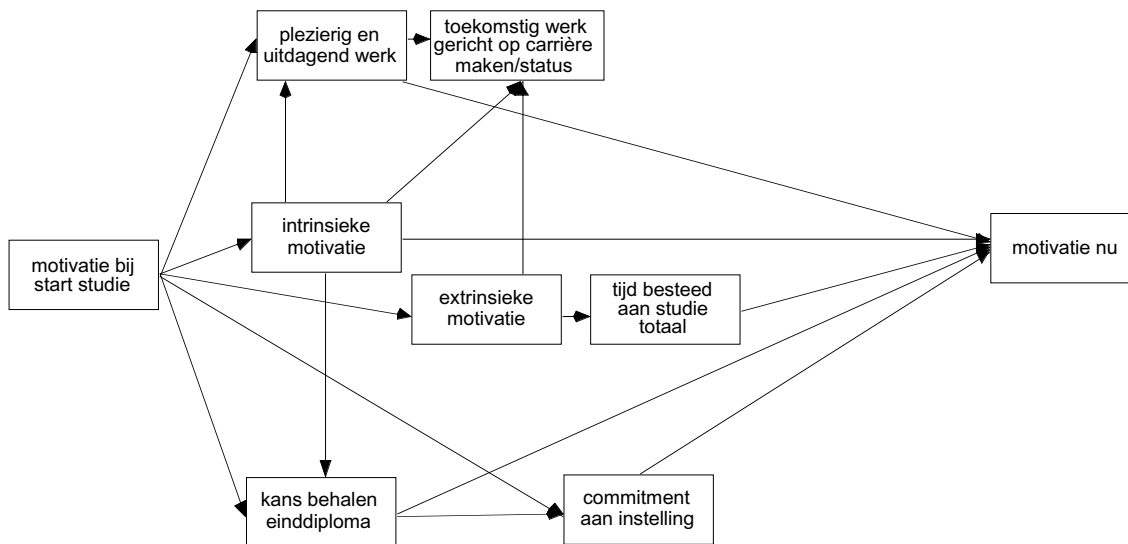 plezierig en
uitdagend werk
toekomstig werk
gericht op carrière
maken/status
intrinsieke
motivatie
motivatie bij
start studie
motivatie nu
extrinsieke
motivatie
tijd besteed
aan studie
totaal
kans behalen
einddiploma
commitment
aan instelling